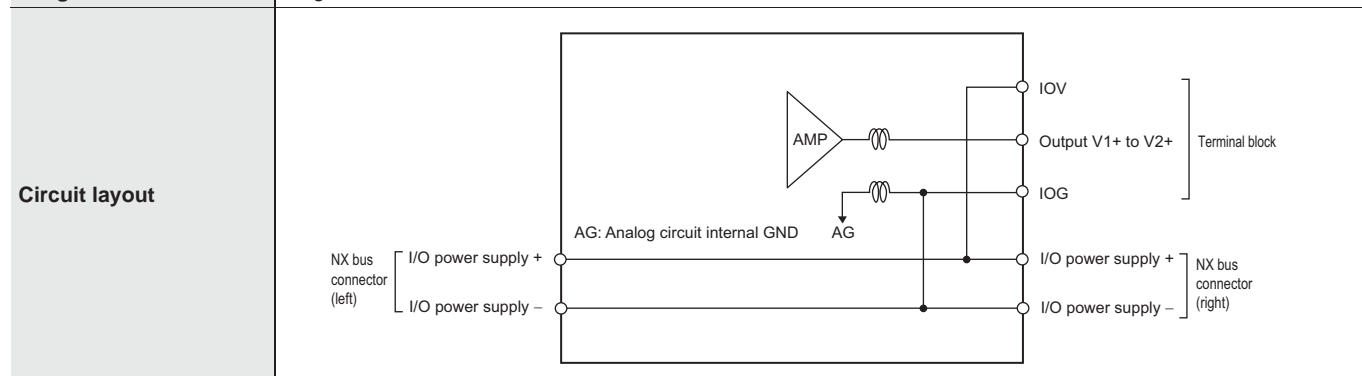 Circuit layout
IOV
AMP
Output V1+ to V2+
Terminal block
IOG
AG: Analog circuit internal GND
AG
NX bus
connector
(left)
I/O power supply +
I/O power supply −
I/O power supply +
I/O power supply −
NX bus
connector
(right)